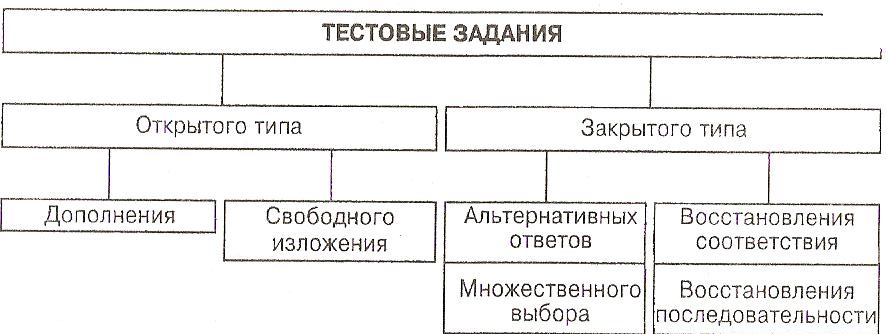 ТЕСТОВЫЕ ЗАДАНИЯ
Открытого типа
Закрытого типа
Дополнения
Свободного
изложения
Альтернативных
ответов
Множественного
выбора
Восстановления
соответствия
Восстановления
последовательности